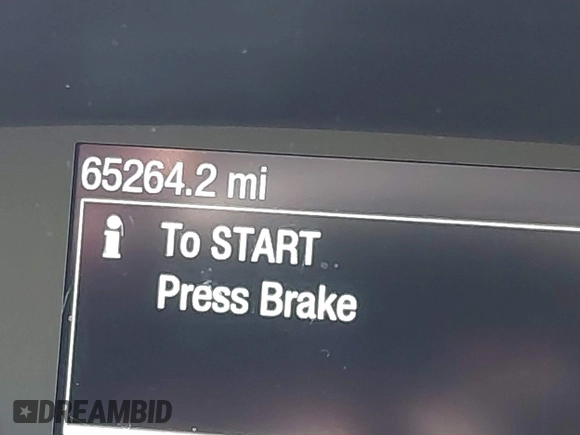 65264.2 mi
i To START
Press Brake
DREAMBID